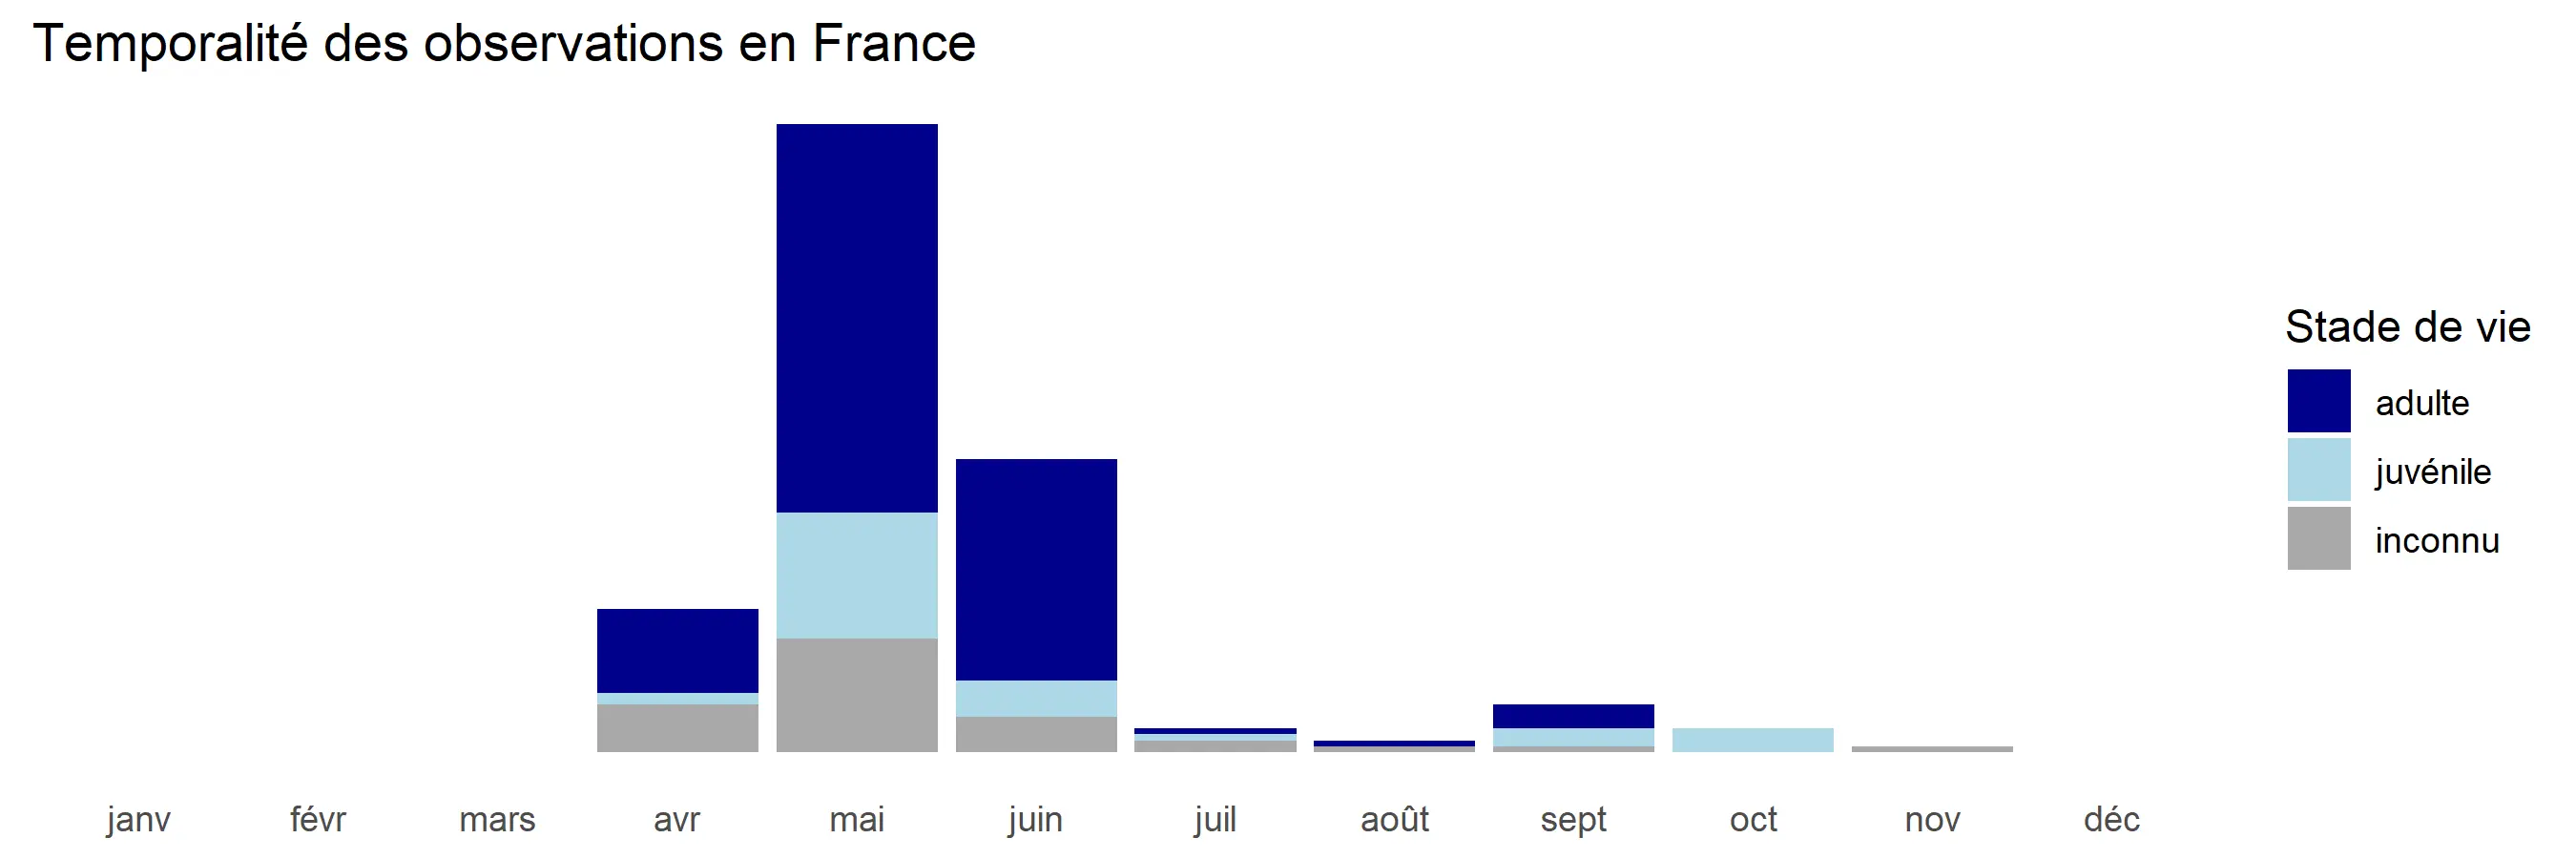 Temporalité des observations en France
Stade de vie
adulte
juvénile
inconnu
janv févr mars avr mai juin juil août sept oct nov déc